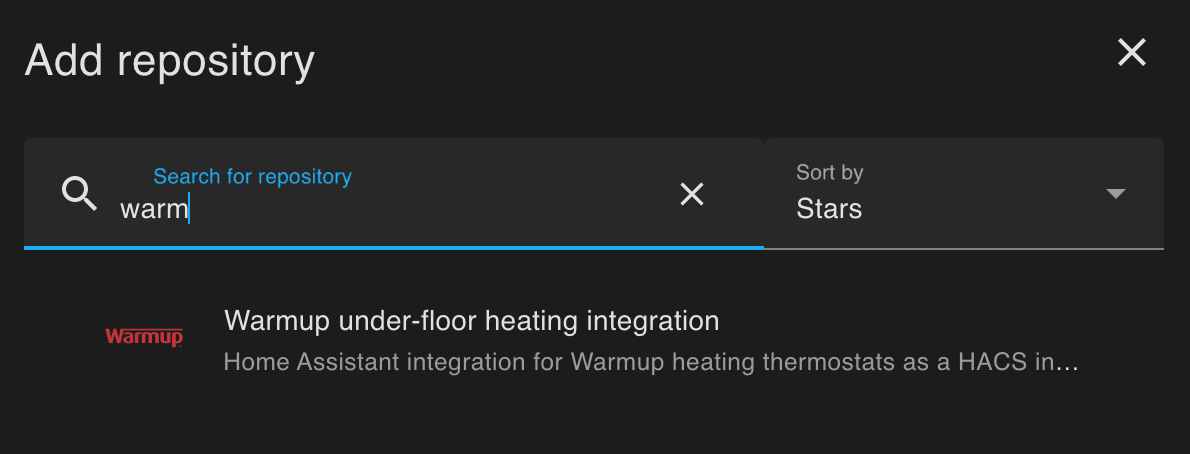 Add repository
Search for repository
warm
Sort by
Stars
Warmup
Warmup under-floor heating integration
Home Assistant integration for Warmup heating thermostats as a HACS in...